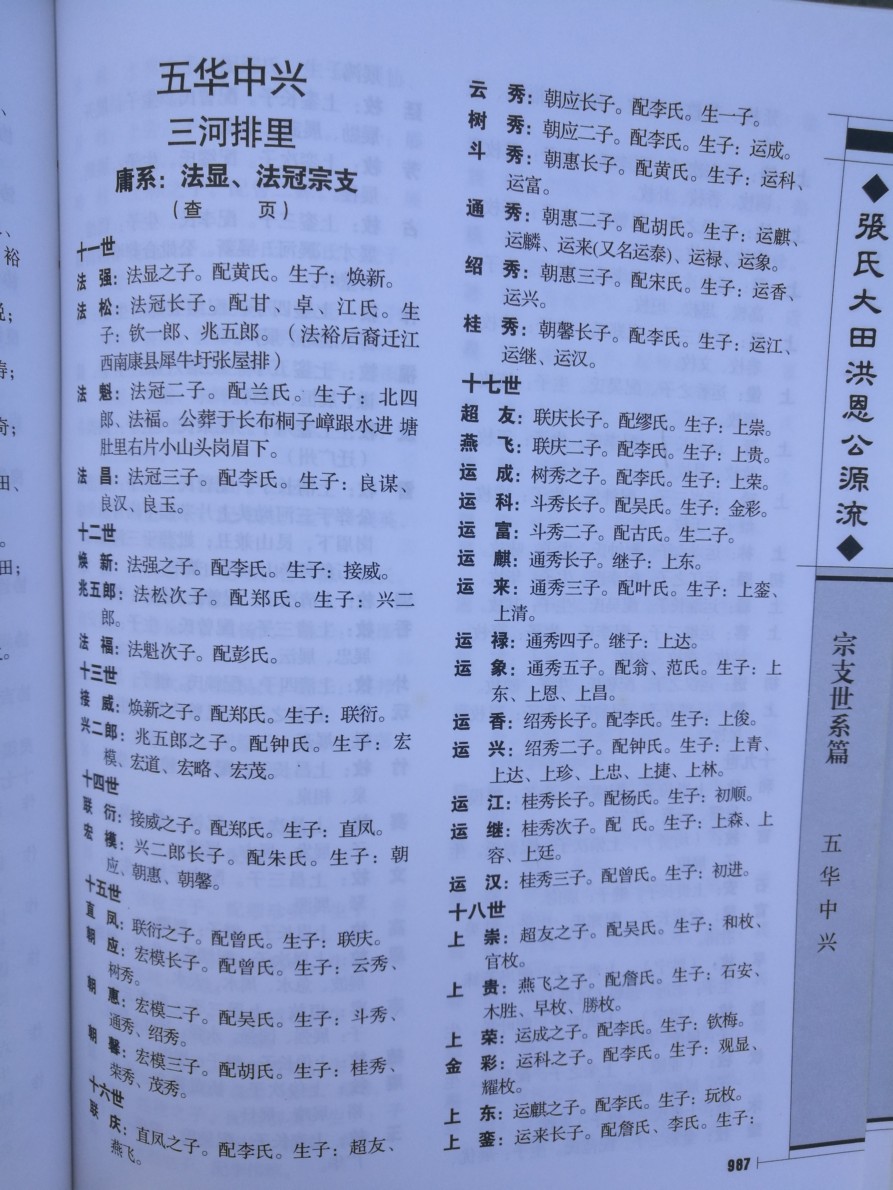 五华中兴
三河排里
庸系：法显、法冠宗支
（查　　页）
十一世
法　强：法显之子。配黄氏。生子：焕新。
法　松：法冠长子。配甘、卓、江氏。生
子：钦一郎、兆五郎。（法裕后裔迁江
西南康县犀牛圩张屋排）
法　魁：法冠二子。配兰氏。生子：北四
郎、法福。公葬于长布桐子嶂跟水进 塘
肚里右片小山头岗眉下。
法　昌：法冠三子。配李氏。生子：良谋、
良汉、良玉。
十二世
焕　新：法强之子。配李氏。生子：接威。
兆五郎：法松次子。配郑氏。生子：兴二
郎。
法　福：法魁次子。配彭氏。
十三世
接　威：焕新之子。配郑氏。生子：联衍。
兴二郎：兆五郎之子。配钟氏。生子：宏
模、宏道、宏略、宏茂。
十四世
联　衍：接威之子。配郑氏。生子：直凤。
宏　模：兴二郎长子。配朱氏。生子：朝
应、朝惠、朝馨。
十五世
直　凤：联衍之子。配曾氏。生子：联庆。
朝　应：宏模长子。配曾氏。生子：云秀、
树秀。
朝　惠：宏模二子。配吴氏。生子：斗秀、
通秀、绍秀。
朝　馨：宏模三子。配胡氏。生子：桂秀、
荣秀、茂秀。
十六世
联　庆：直凤之子。配李氏。生子：超友、
燕飞。
云　秀：朝应长子。配李氏。生一子。
树　秀：朝应二子。配李氏。生子：运成。
斗　秀：朝惠长子。配黄氏。生子：运科、
运富。
通　秀：朝惠二子。配胡氏。生子：运麒、
运麟、运来(又名运泰)、运禄、运象。
绍　秀：朝惠三子。配宋氏。生子：运香、
运兴。
桂　秀：朝馨长子。配李氏。生子：运江、
运继、运汉。
十七世
超　友：联庆长子。配缪氏。生子：上崇。
燕　飞：联庆二子。配李氏。生子：上贵。
运　成：树秀之子。配李氏。生子：上荣。
运　科：斗秀长子。配吴氏。生子：金彩。
运　富：斗秀二子。配古氏。生二子。
运　麒：通秀长子。继子：上东。
运　来：通秀三子。配叶氏。生子：上銮、
上清。
运　禄：通秀四子。继子：上达。
运　象：通秀五子。配翁、范氏。生子：上
东、上恩、上昌。
运　香：绍秀长子。配李氏。生子：上俊。
运　兴：绍秀二子。配钟氏。生子：上青、
上达、上珍、上忠、上捷、上林。
运　江：桂秀长子。配杨氏。生子：初顺。
运　继：桂秀次子。配 氏。生子：上森、上
容、上廷。
运　汉：桂秀三子。配曾氏。生子：初进。
十八世
上　崇：超友之子。配吴氏。生子：和枚、
官枚。
上　贵：燕飞之子。配詹氏。生子：石安、
木胜、早枚、勝枚。
上　荣：运成之子。配李氏。生子：钦梅。
金　彩：运科之子。配李氏。生子：观显、
耀枚。
上　东：运麒之子。配李氏。生子：玩枚。
上　銮：运来长子。配詹氏、李氏。生子：
987
◆張氏大田洪恩公源流◆
宗支世系篇
五华中兴